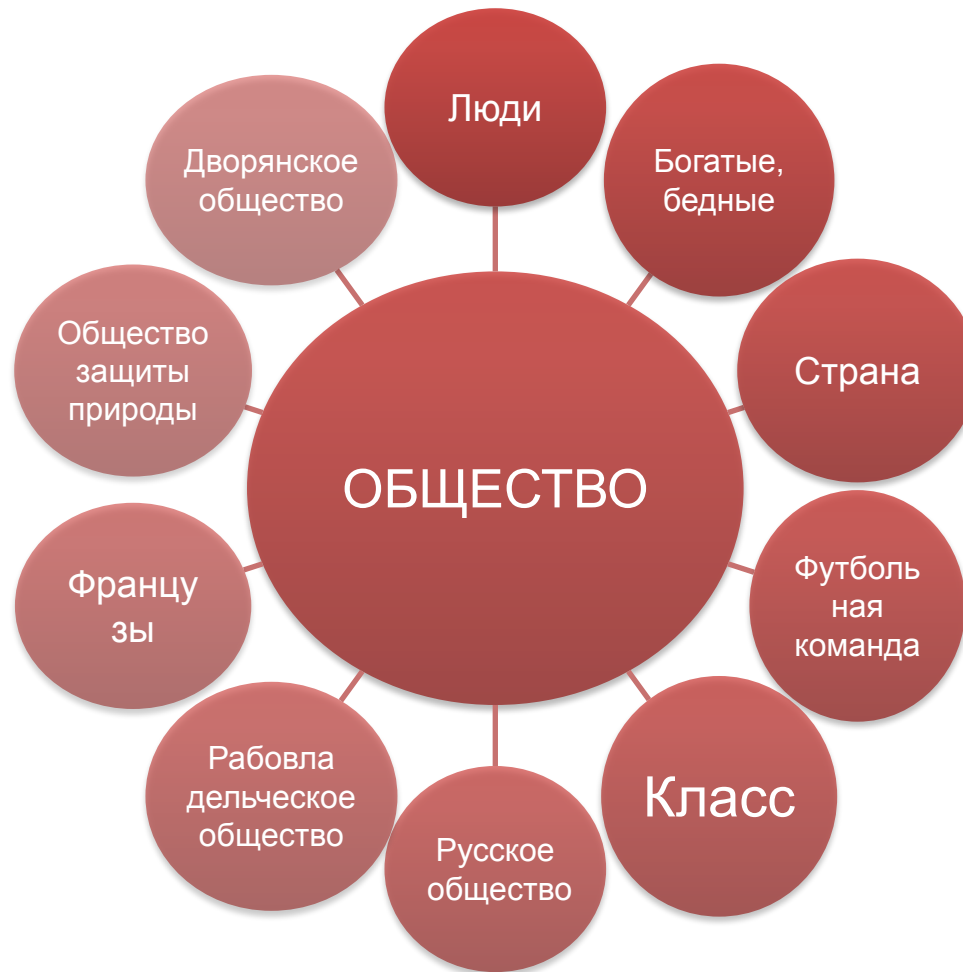 Люди
Богатые,
бедные
Страна
Футболь
ная
команда
Класс
Русское
общество
Рабовла
дельческое
общество
Францу
зы
Общество
защиты
природы
Дворянское
общество
ОБЩЕСТВО